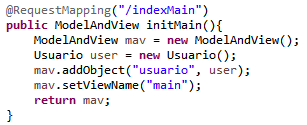 @RequestMapping("/indexMain")
public ModelAndView initMain(){
    ModelAndView mav = new ModelAndView();
    Usuario user = new Usuario();
    mav.addObject("usuario", user);
    mav.setViewName("main");
    return mav;
}